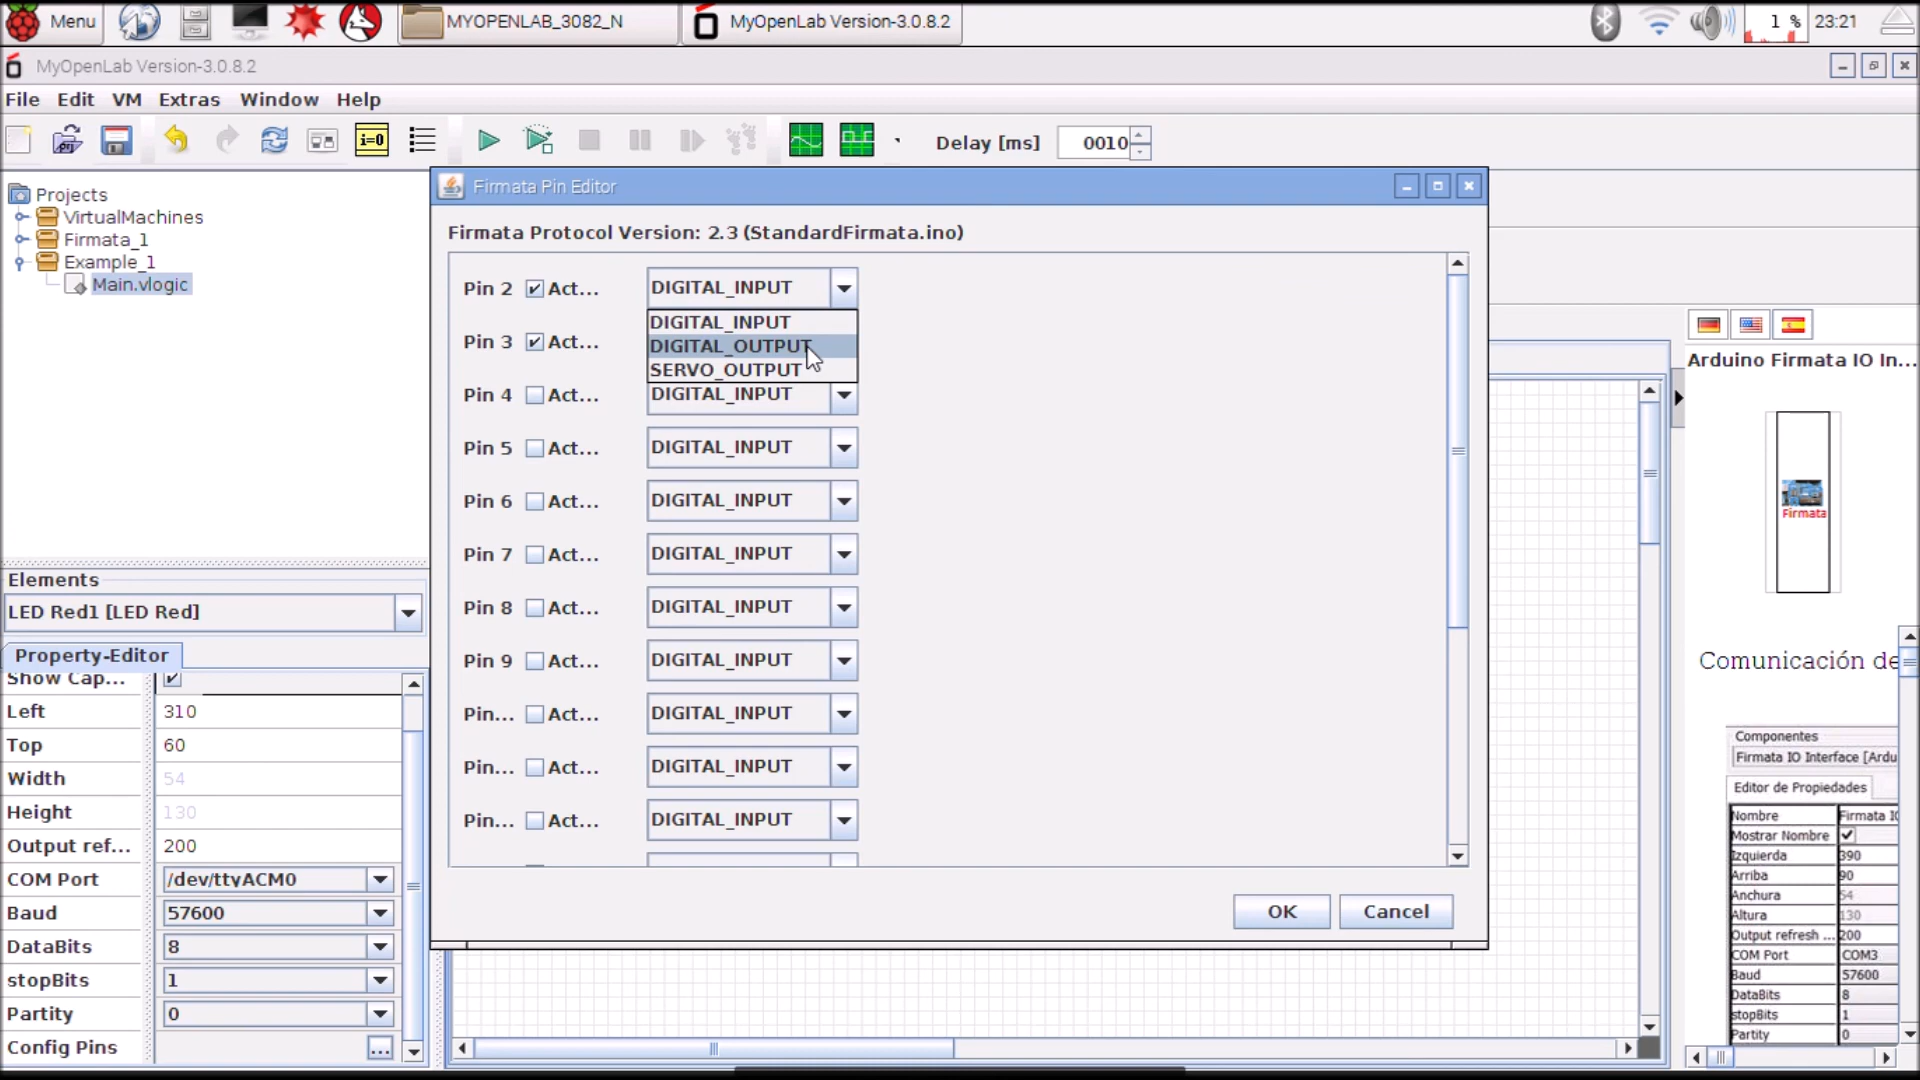 Menu
MYOPENLAB_3082_N
MyOpenLab Version-3.0.8.2
1 %
23:21
MyOpenLab Version-3.0.8.2
File Edit VM Extras Window Help
i=0
Delay [ms] 0010
Projects
VirtualMachines
Firmata_1
Example_1
Main.vlogic
Elements
LED Red1 [LED Red]
Property-Editor
Show Cap...
Left 310
Top 60
Width 54
Height 130
Output ref... 200
COM Port /dev/ttyACM0
Baud 57600
DataBits 8
stopBits 1
Partity 0
Config Pins ...
Firmata Pin Editor
Firmata Protocol Version: 2.3 (StandardFirmata.ino)
Pin 2 Act... DIGITAL_INPUT
DIGITAL_INPUT
DIGITAL_OUTPUT
SERVO_OUTPUT
Pin 3 Act...
Pin 4 Act... DIGITAL_INPUT
Pin 5 Act... DIGITAL_INPUT
Pin 6 Act... DIGITAL_INPUT
Pin 7 Act... DIGITAL_INPUT
Pin 8 Act... DIGITAL_INPUT
Pin 9 Act... DIGITAL_INPUT
Pin... Act... DIGITAL_INPUT
Pin... Act... DIGITAL_INPUT
Pin... Act... DIGITAL_INPUT
OK Cancel
Arduino Firmata IO In...
Firmata
Comunicación de
Componentes
Firmata IO Interface [Ardu
Editor de Propiedades
Nombre Firmata IO
Mostrar Nombre
Izquierda 390
Arriba 90
Anchura 54
Altura 130
Output refresh ... 200
COM Port COM3
Baud 57600
DataBits 8
stopBits 1
Partity 0